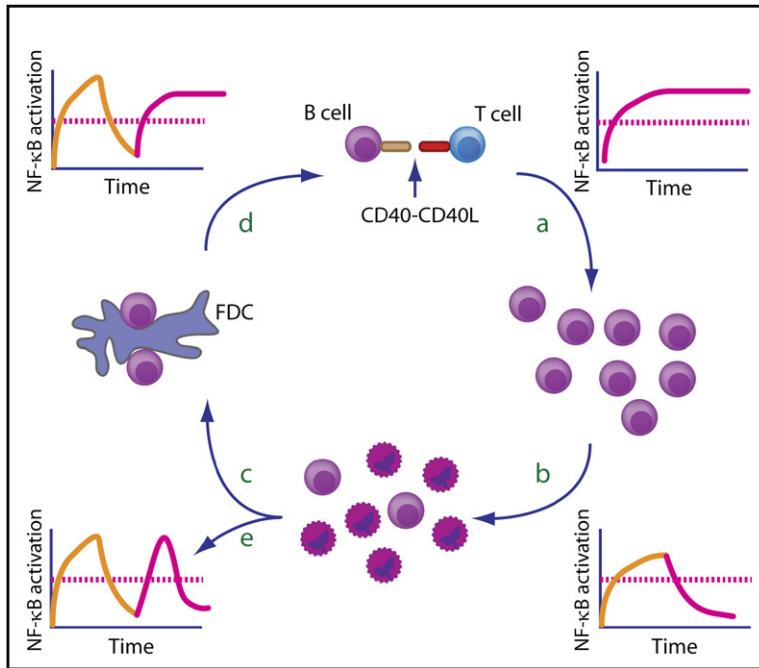 NF-κB activation
Time
B cell
T cell
CD40-CD40L
NF-κB activation
Time
d
a
FDC
c
b
e
NF-κB activation
Time
NF-κB activation
Time